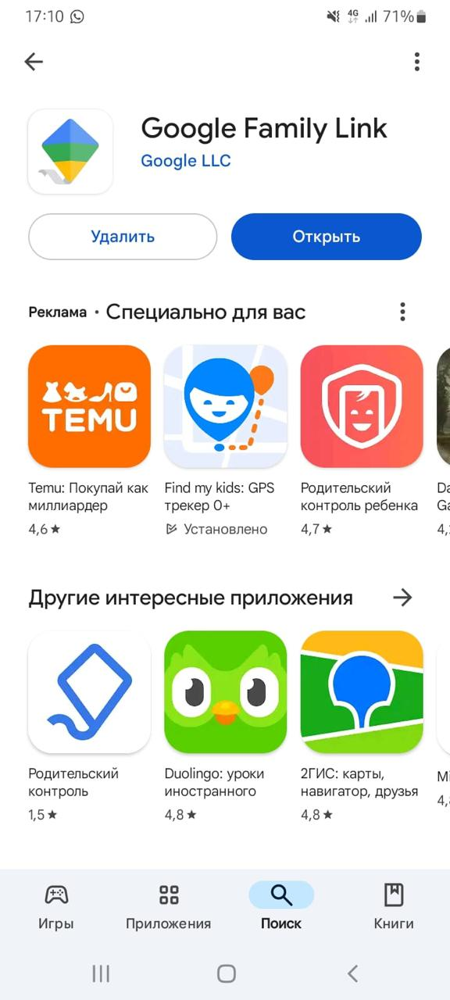 17:10
4G
71%
Google Family Link
Google LLC
Удалить
Открыть
Реклама • Специально для вас
TEMU
Temu: Покупай как
миллиардер
4,6★
Find my kids: GPS
трекер 0+
Установлено
Родительский
контроль ребенка
4,7★
Da
Ga
Другие интересные приложения
Родительский
контроль
1,5★
Duolingo: уроки
иностранного
4,8★
2ГИС: карты,
навигатор, друзья
4,8★
Mi
4,8
Игры
Приложения
Поиск
Книги